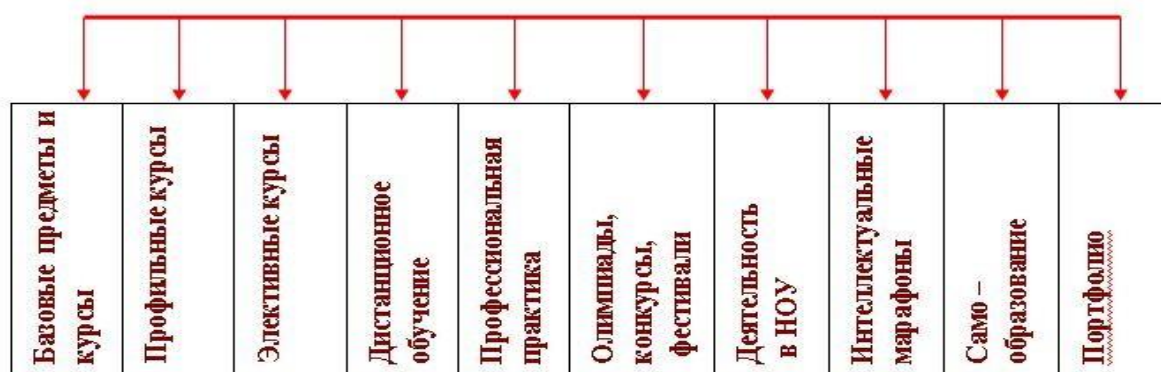 Базовые предметы и
курсы
Профильные курсы
Элективные курсы
Дистанционное
обучение
Профессиональная
практика
Олимпиады,
конкурсы,
фестивали
Деятельность
в НОУ
Интеллектуальные
марафоны
Само –
образование
Портфолио